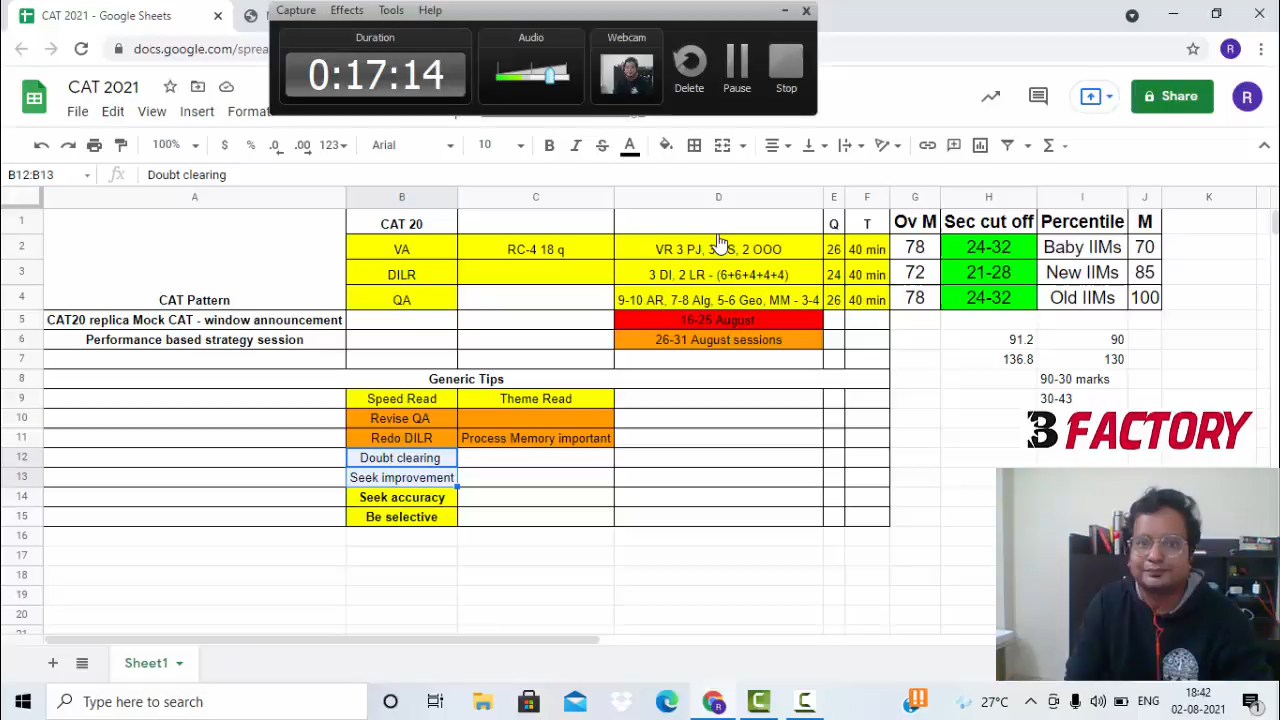 CAT 2021 - Google Sheets
Capture Effects Tools Help
Duration
0:17:14
Audio
Webcam
Delete
Pause
Stop
docs.google.com/sprea
R
CAT 2021
File Edit View Insert Format
Share
R
100% $ % .0 .00 123 Arial 10 B I S A
B12:B13 fx Doubt clearing
A B C D E F G H I J K
1 CAT 20 Q T Ov M Sec cut off Percentile M
2 VA RC-4 18 q VR 3 PJ, 3 S, 2 OOO 26 40 min 78 24-32 Baby IIMs 70
3 DILR 3 DI, 2 LR - (6+6+4+4+4) 24 40 min 72 21-28 New IIMs 85
4 CAT Pattern QA 9-10 AR, 7-8 Alg, 5-6 Geo, MM - 3-4 26 40 min 78 24-32 Old IIMs 100
5 CAT20 replica Mock CAT - window announcement 16-25 August
6 Performance based strategy session 26-31 August sessions 91.2 90
7 136.8 130
8 Generic Tips 90-30 marks
9 Speed Read Theme Read 30-43
10 Revise QA
11 Redo DILR Process Memory important
3 FACTORY
12 Doubt clearing
13 Seek improvement
14 Seek accuracy
15 Be selective
16
17
18
19
20
Sheet1
Type here to search
27°C
ENG
18:42
02-08-2021